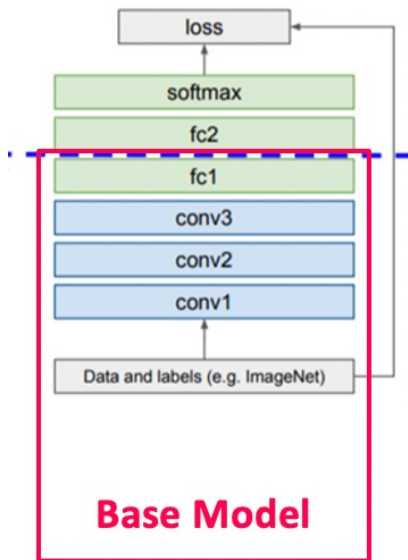 loss
softmax
fc2
fc1
conv3
conv2
conv1
Data and labels (e.g. ImageNet)
Base Model